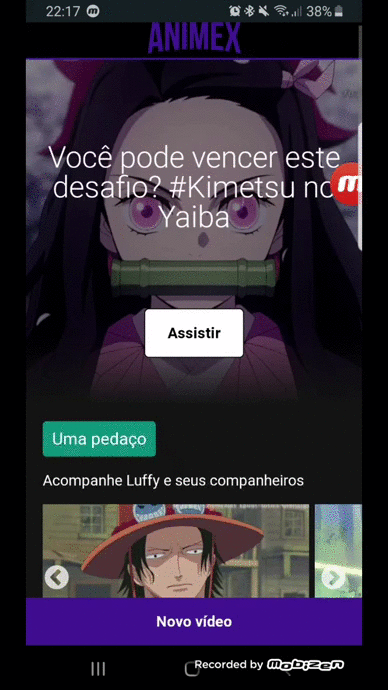 22:17
38%
ANIMEX
Você pode vencer este
desafio? #Kimetsu no
Yaiba
Assistir
Uma pedaço
Acompanhe Luffy e seus companheiros
Novo vídeo
Recorded by Mobizen